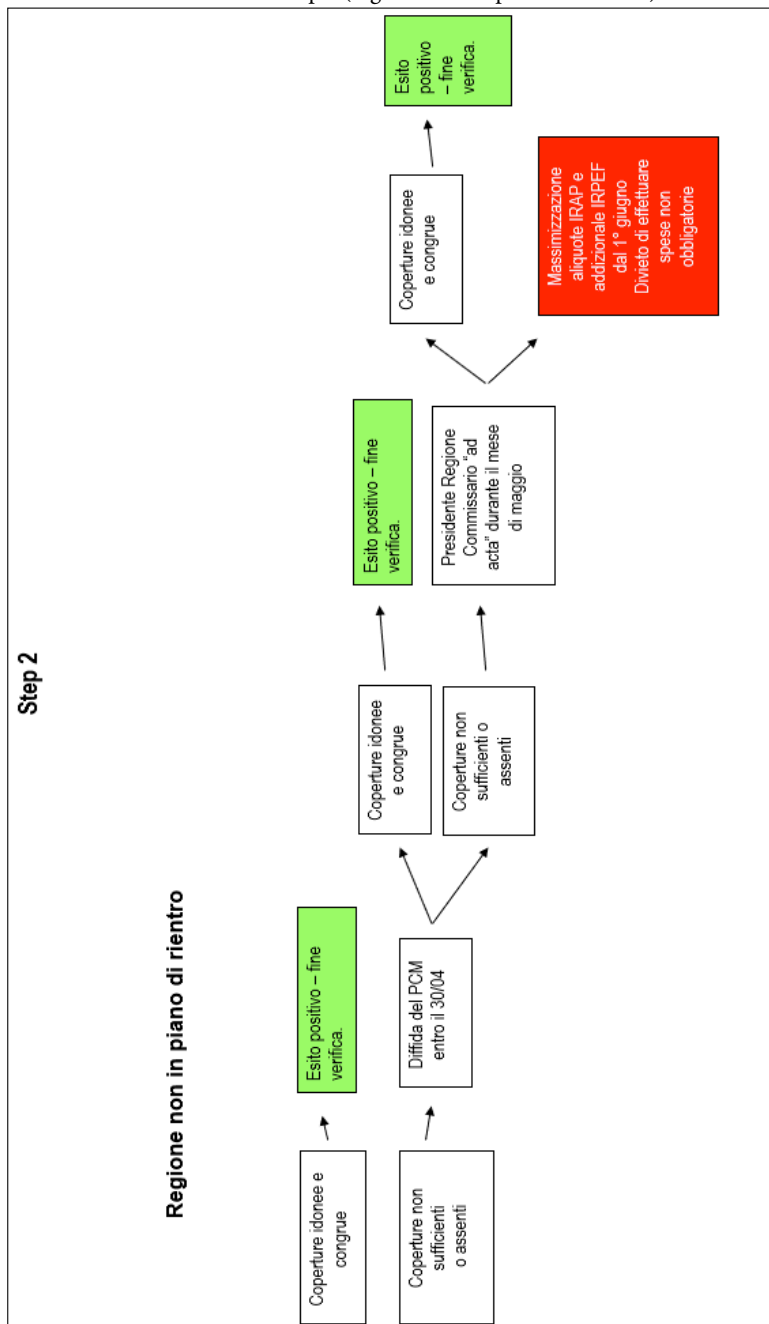 Step 2
Regione non in piano di rientro
Coperture idonee e
congrue
Esito positivo – fine
verifica.
Coperture non
sufficienti
o assenti
Diffida del PCM
entro il 30/04
Coperture idonee
e congrue
Esito positivo – fine
verifica.
Coperture non
sufficienti o
assenti
Presidente Regione
Commissario “ad
acta” durante il mese
di maggio
Coperture idonee
e congrue
Esito
positivo
– fine
verifica.
Massimizzazione
aliquote IRAP e
addizionale IRPEF
dal 1° giugno
Divieto di effettuare
spese non
obbligatorie